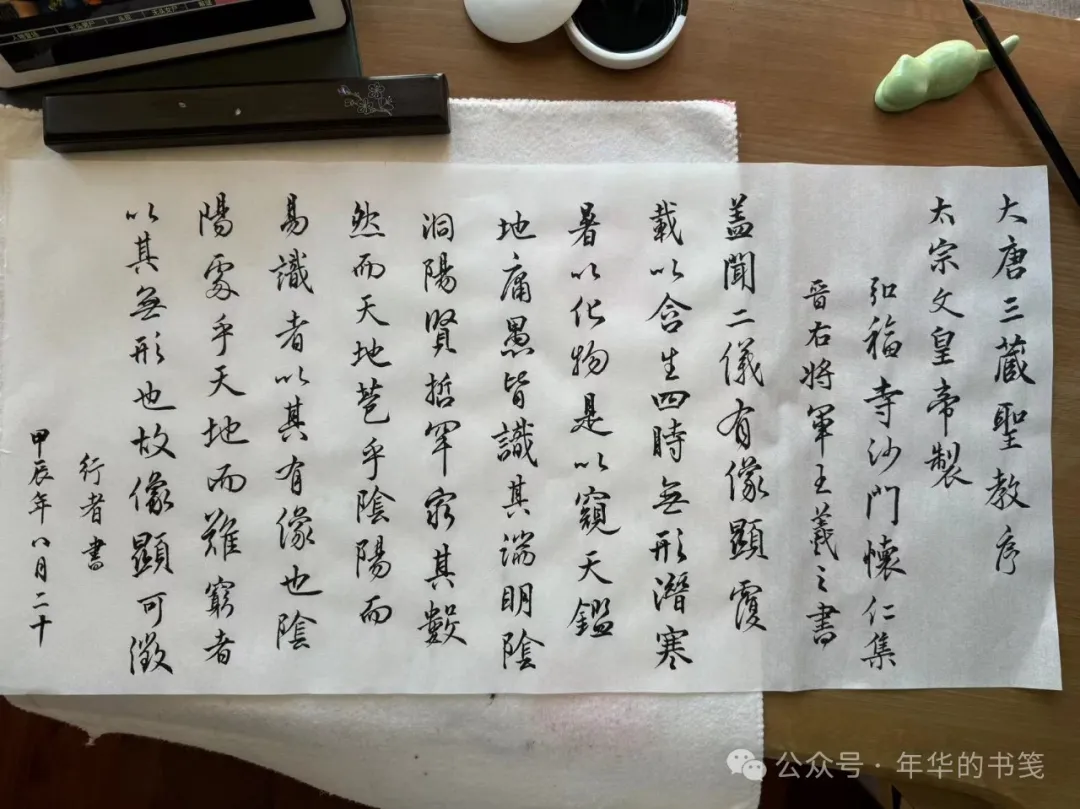 大唐三藏聖教序
太宗文皇帝製
弘福寺沙門懷仁集
晉右將軍王羲之書
盖聞二儀有像顯覆
載以含生四時無形潛寒
暑以化物是以窺天鑑
地庸愚皆識其端明陰
洞陽賢哲罕窮其數
然而天地苞乎陰陽而
易識者以其有像也陰
陽處乎天地而難窮者
以其無形也故像顯可徵
行者書
甲辰年八月二十
公众号·年华的书笺